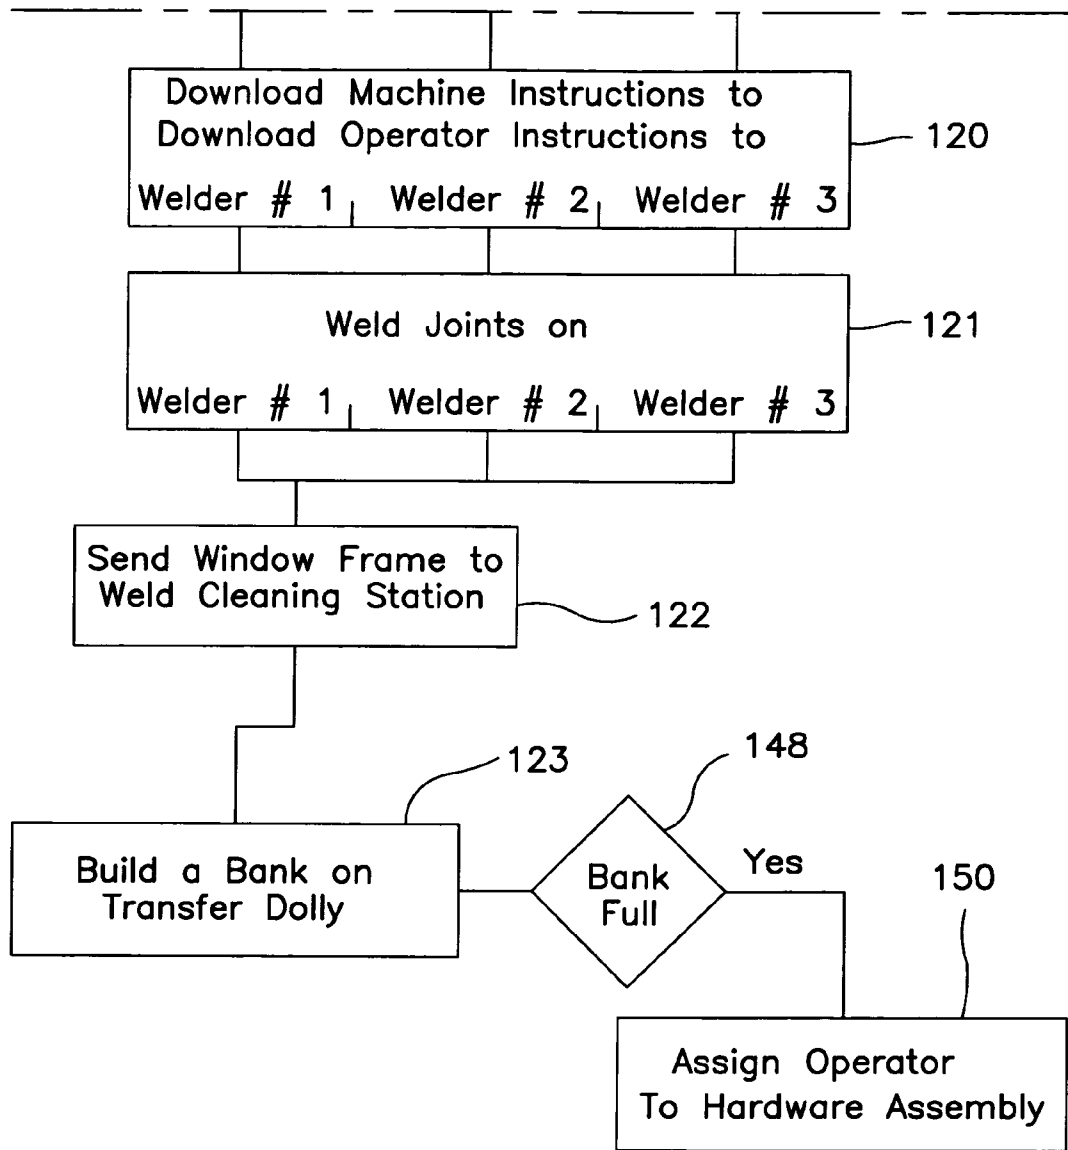 Download Machine Instructions to
Download Operator Instructions to
Welder # 1 Welder # 2 Welder # 3
120
Weld Joints on
121
Welder # 1 Welder # 2 Welder # 3
Send Window Frame to
Weld Cleaning Station
122
123
148
Build a Bank on
Transfer Dolly
Bank
Full
Yes
150
Assign Operator
To Hardware Assembly